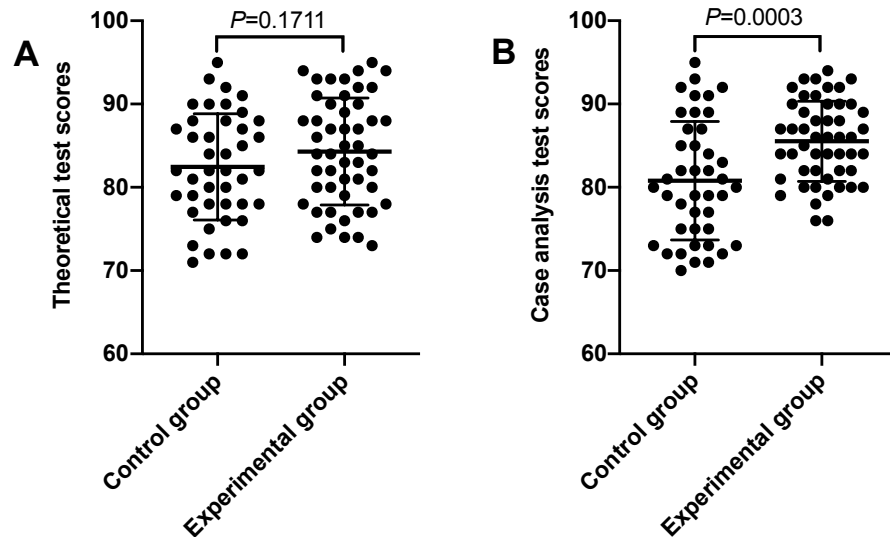 A
P=0.1711
Theoretical test scores
100
90
80
70
60
Control group
Experimental group
B
P=0.0003
Case analysis test scores
100
90
80
70
60
Control group
Experimental group